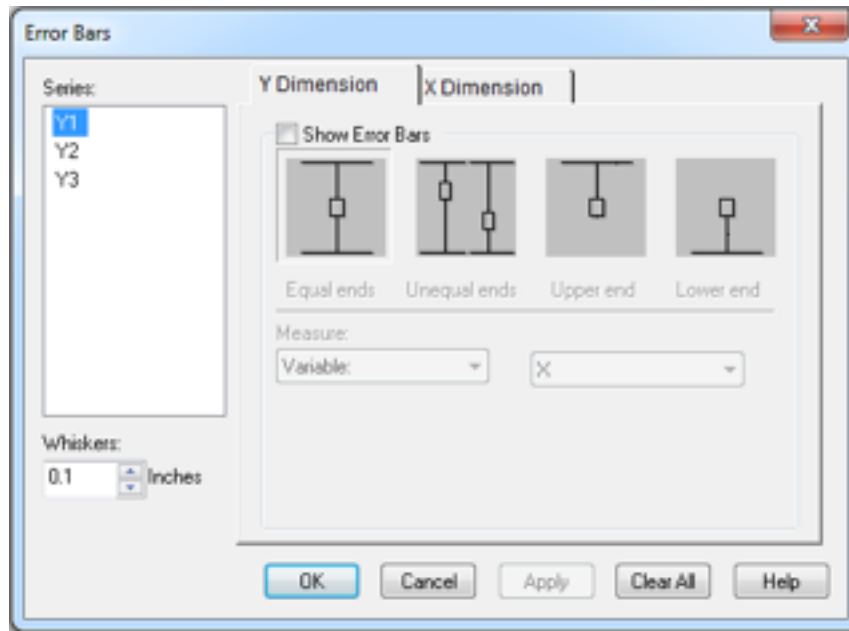 Error Bars
Series:
Y1
Y2
Y3
Whiskers:
0.1 Inches
Y Dimension X Dimension
Show Error Bars
Equal ends Unequal ends Upper end Lower end
Measure:
Variable: X
OK Cancel Apply Clear All Help